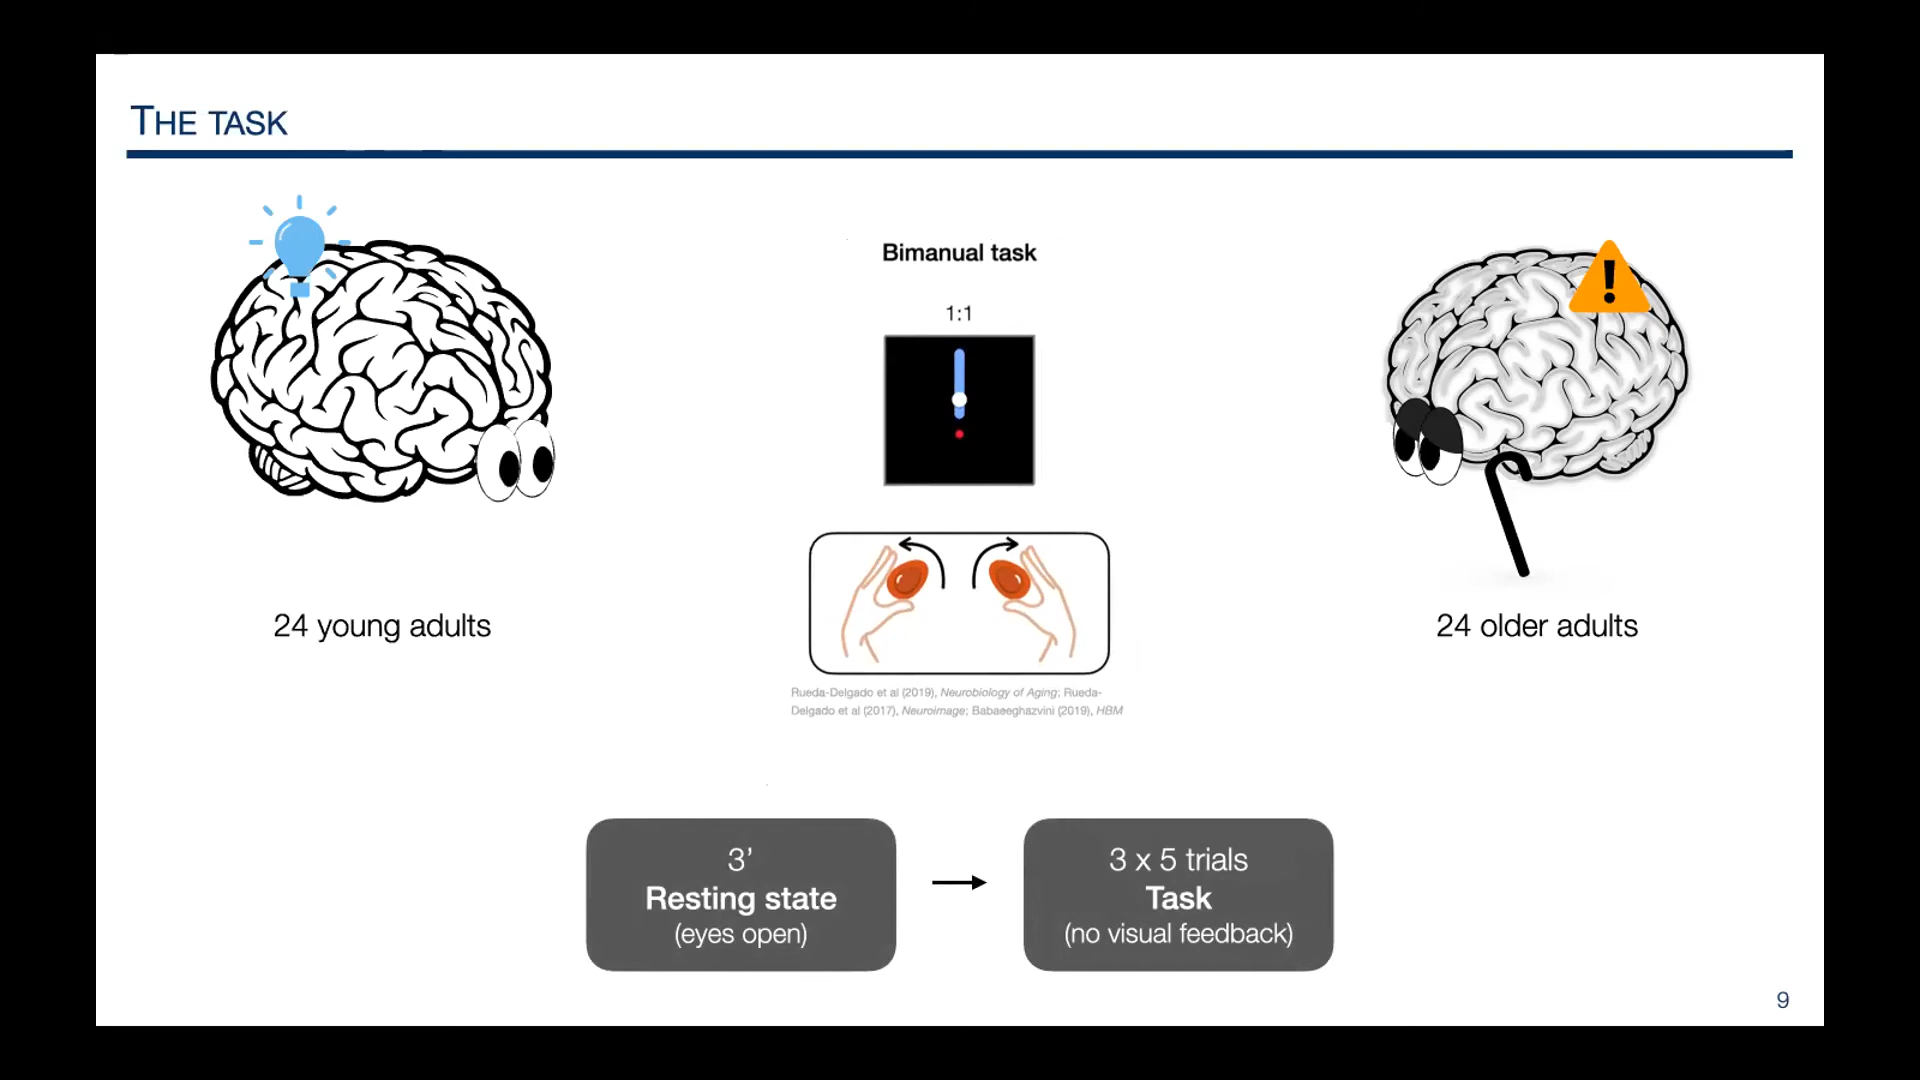 THE TASK
Bimanual task
1:1
24 young adults
24 older adults
Rueda-Delgado et al (2019), Neurobiology of Aging; Rueda-
Delgado et al (2017), Neuroimage; Babaeeghazvini (2019), HBM
3’
Resting state
(eyes open)
3 x 5 trials
Task
(no visual feedback)
9